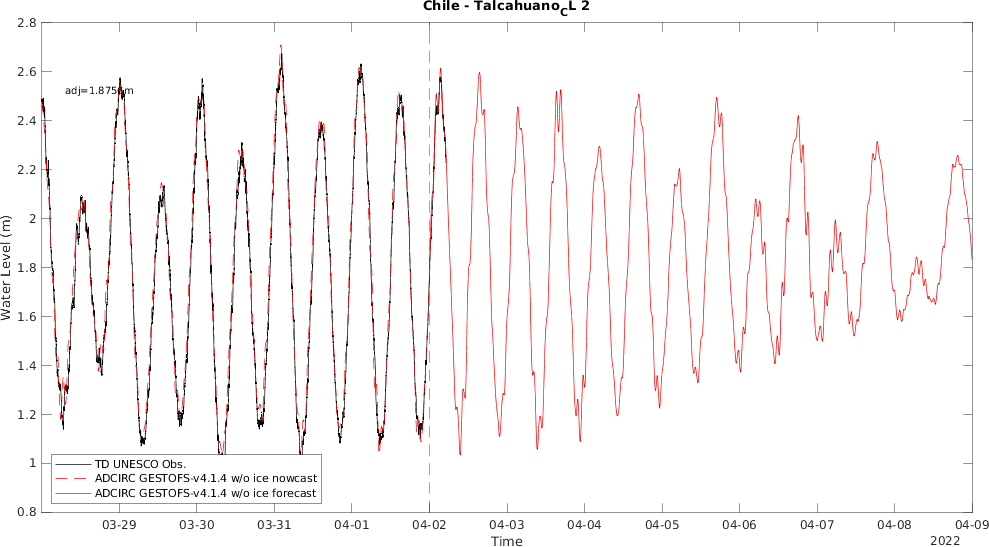 Chile - Talcahuano_CL 2
adj=1.8756m
Water Level (m)
2.8
2.6
2.4
2.2
2
1.8
1.6
1.4
1.2
1
0.8
TD UNESCO Obs.
ADCIRC GESTOFS-v4.1.4 w/o ice nowcast
ADCIRC GESTOFS-v4.1.4 w/o ice forecast
03-29 03-30 03-31 04-01 04-02 04-03 04-04 04-05 04-06 04-07 04-08 04-09
Time
2022